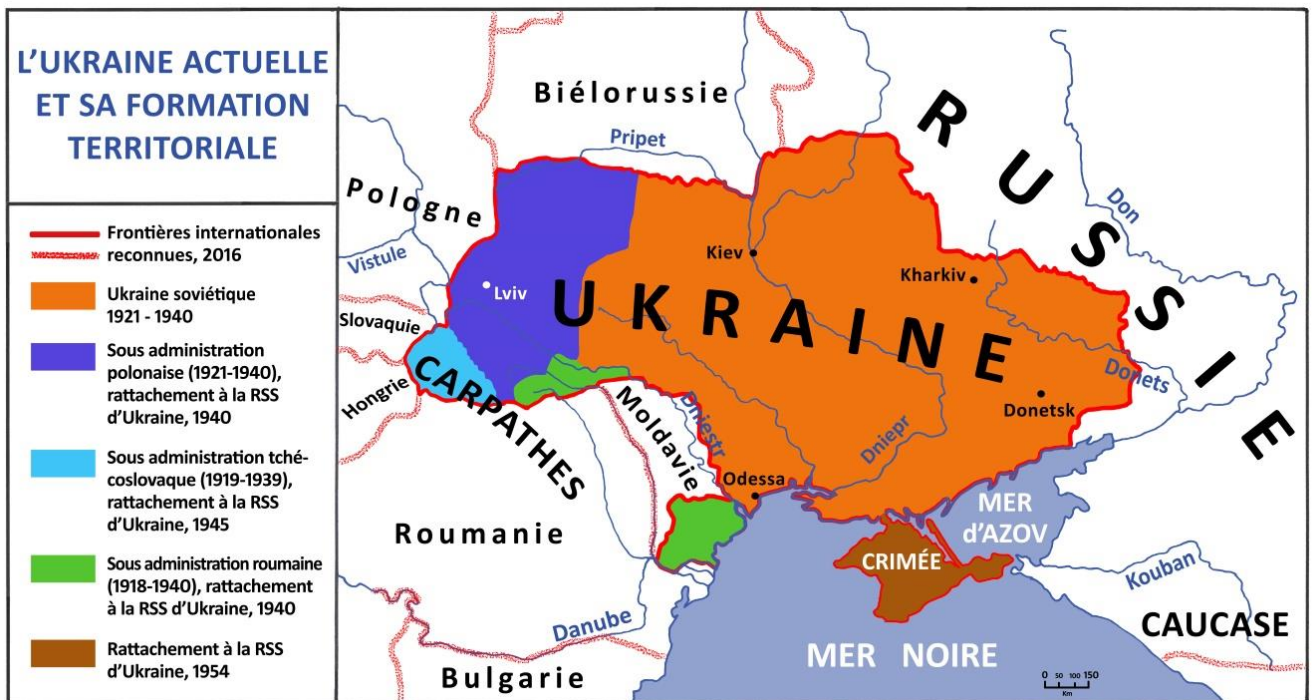 L'UKRAINE ACTUELLE
ET SA FORMATION
TERRITORIALE
Frontières internationales
reconnues, 2016
Ukraine soviétique
1921 - 1940
Sous administration
polonaise (1921-1940),
rattachement à la RSS
d'Ukraine, 1940
Sous administration tché-
coslovaque (1919-1939),
rattachement à la RSS
d'Ukraine, 1945
Sous administration roumaine
(1918-1940), rattachement
à la RSS d'Ukraine, 1940
Rattachement à la RSS
d'Ukraine, 1954
Biélorussie
RUSSIE
Pripet
Pologne
Don
Vistule
Kiev
Kharkiv
Lviv
UKRAINE
Slovaquie
Hongrie
CARPATHES
Donets
Donetsk
Moldavie
Dniestr
Dniepr
Odessa
MER
d'AZOV
Roumanie
CRIMÉE
Kouban
Danube
CAUCASE
MER NOIRE
Bulgarie
0 50 100 150
Km